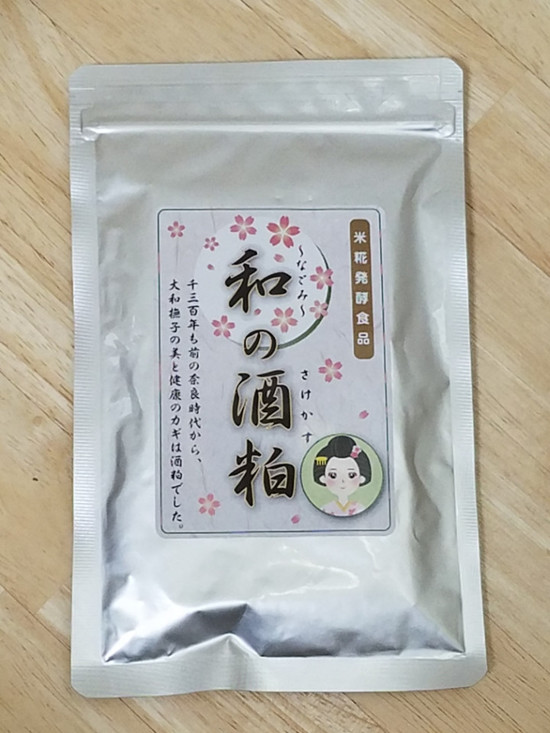 米糀発酵食品
～なごみ～
和の酒粕
さけかす
千三百年も前の奈良時代から、
大和撫子の美と健康のカギは酒粕でした。